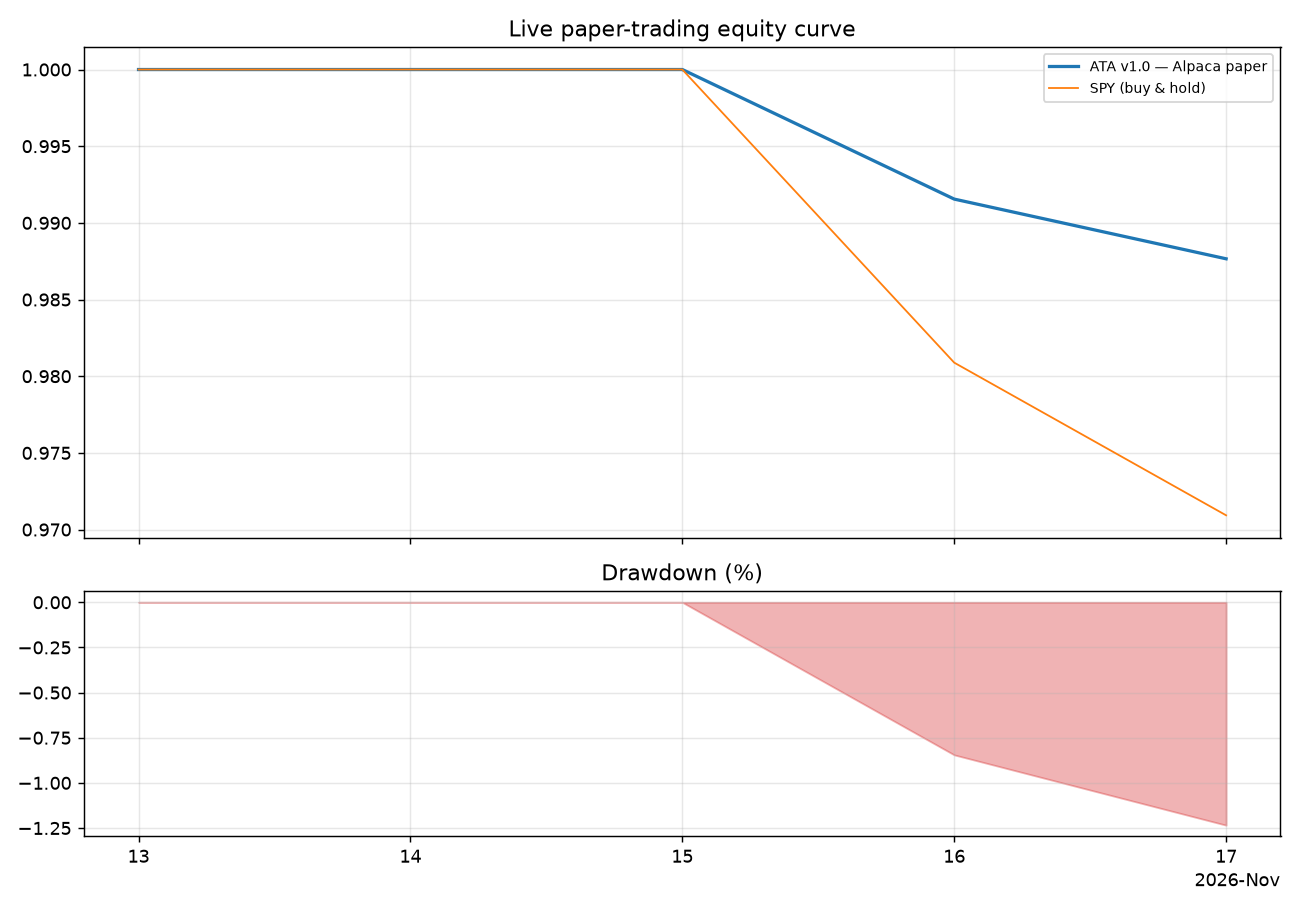 Live paper-trading equity curve
1.000
0.995
0.990
0.985
0.980
0.975
0.970
ATA v1.0 — Alpaca paper
SPY (buy & hold)
Drawdown (%)
0.00
−0.25
−0.50
−0.75
−1.00
−1.25
13 14 15 16 17
2026-Nov